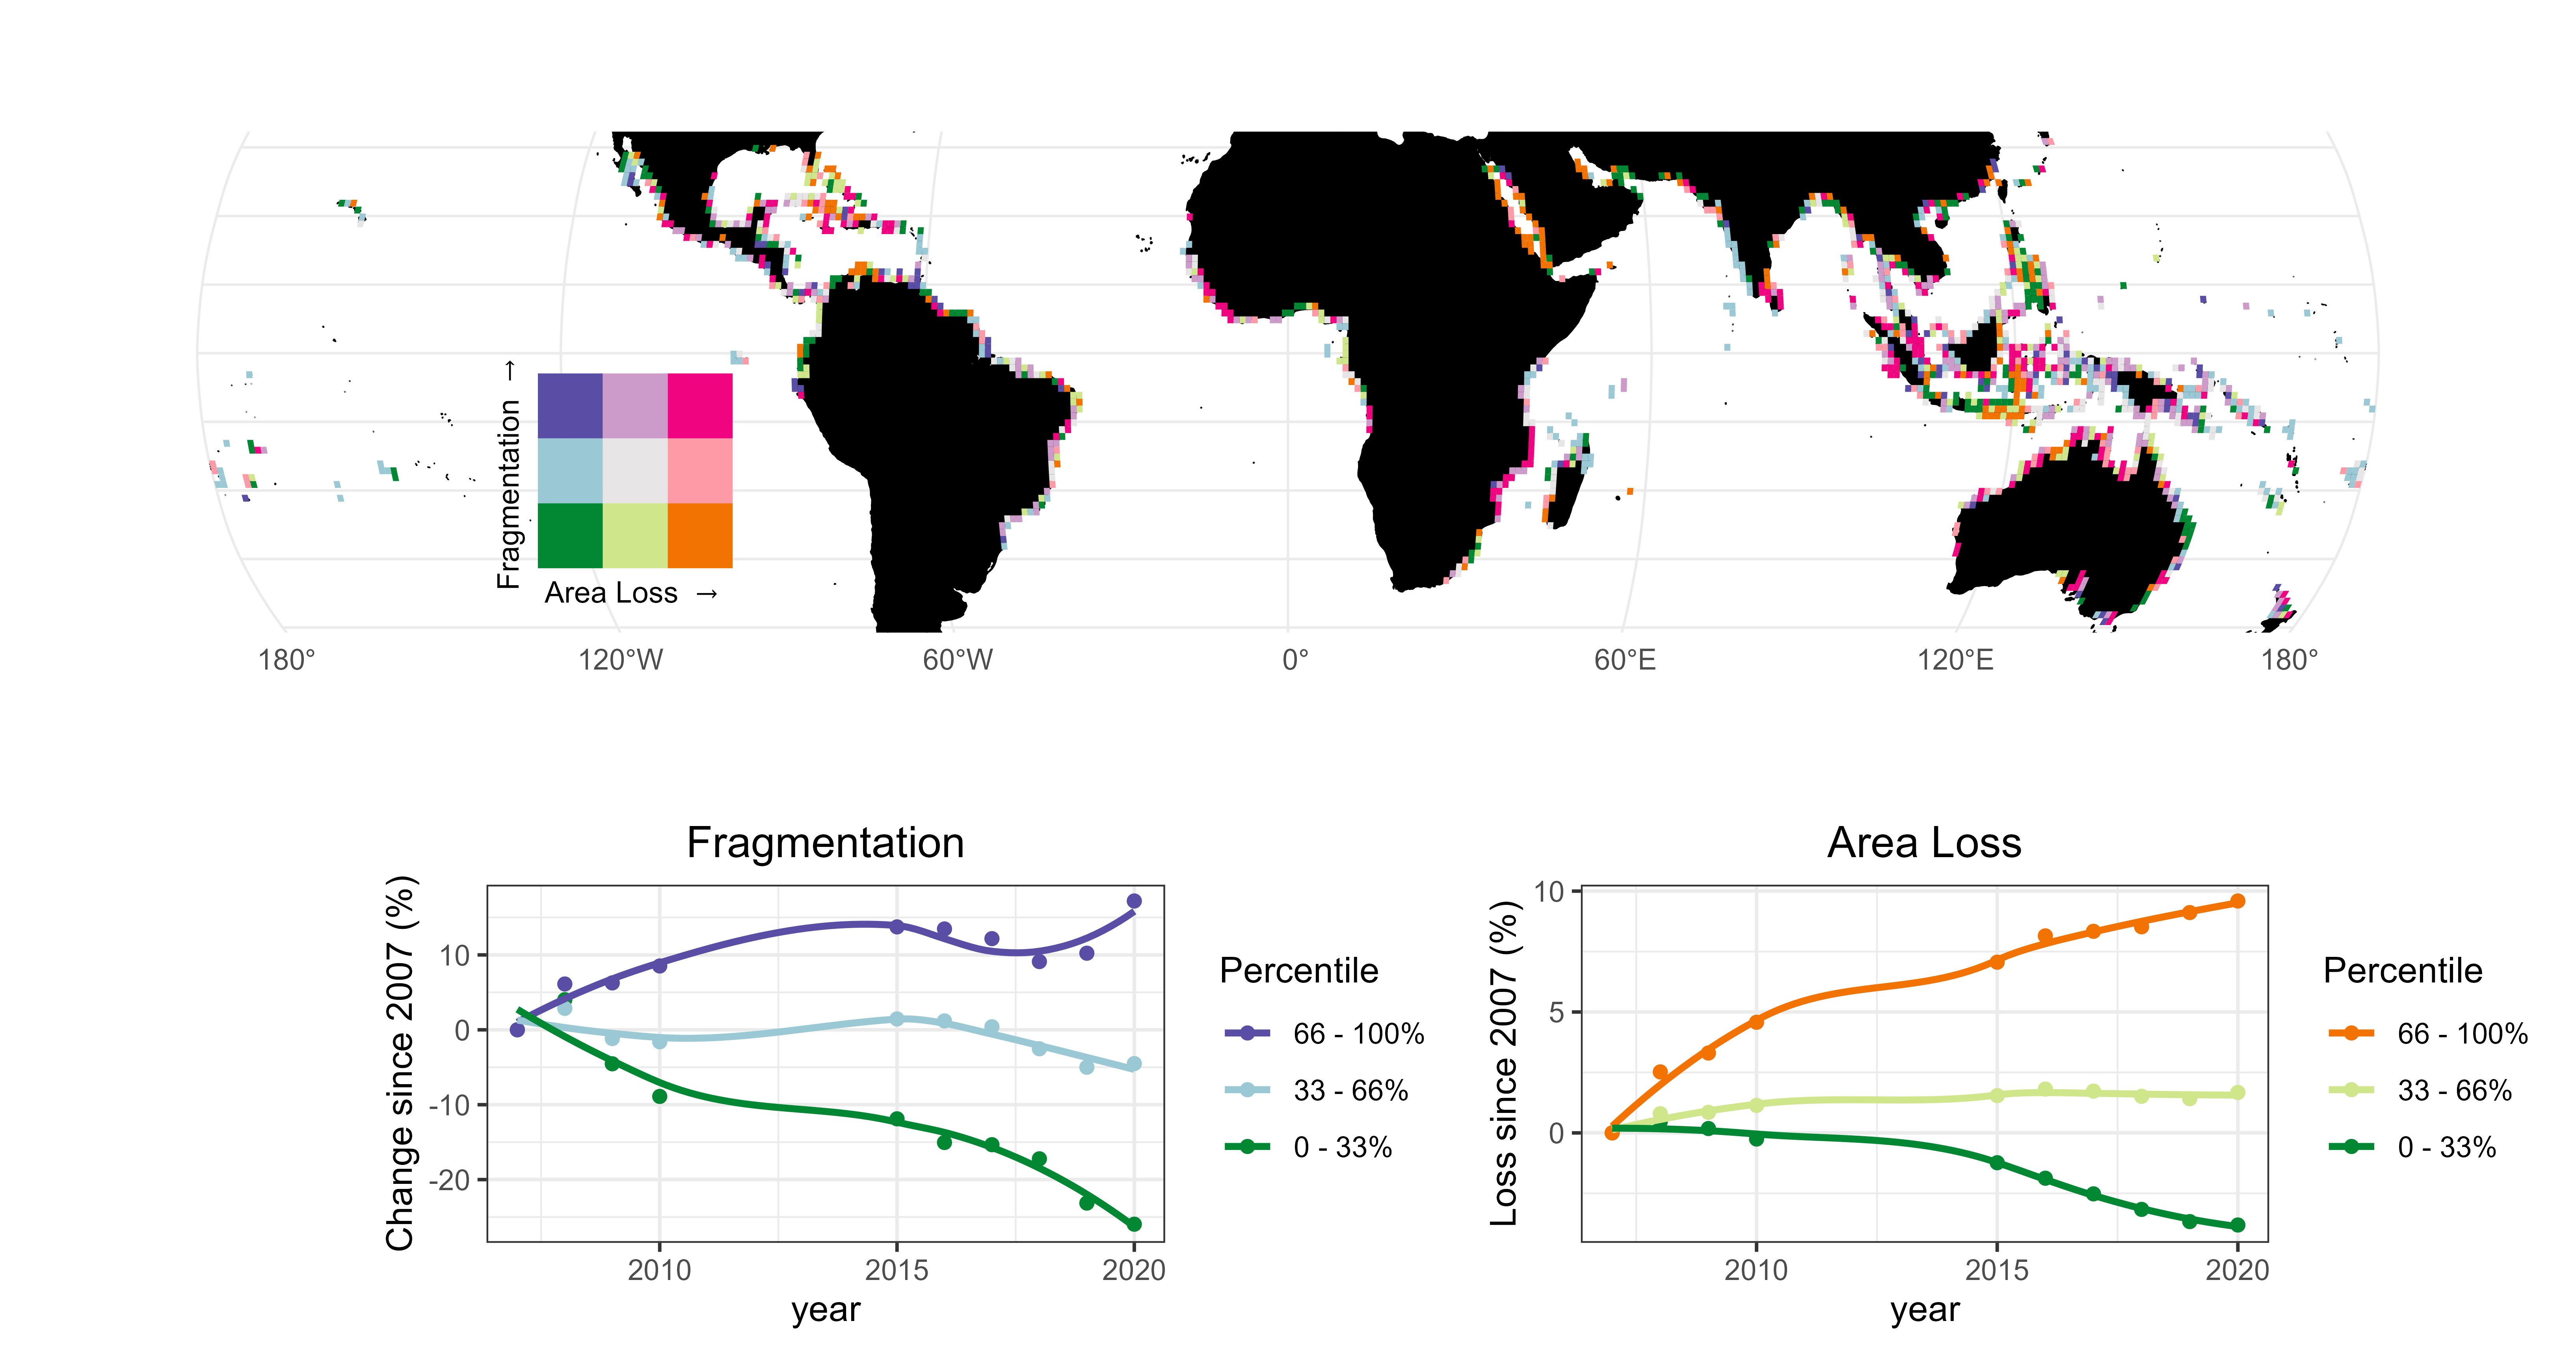 Fragmentation →
Area Loss →
180° 120°W 60°W 0° 60°E 120°E 180°
Fragmentation
Change since 2007 (%)
10
0
-10
-20
2010 2015 2020
year
Percentile
66 - 100%
33 - 66%
0 - 33%
Area Loss
Loss since 2007 (%)
10
5
0
2010 2015 2020
year
Percentile
66 - 100%
33 - 66%
0 - 33%